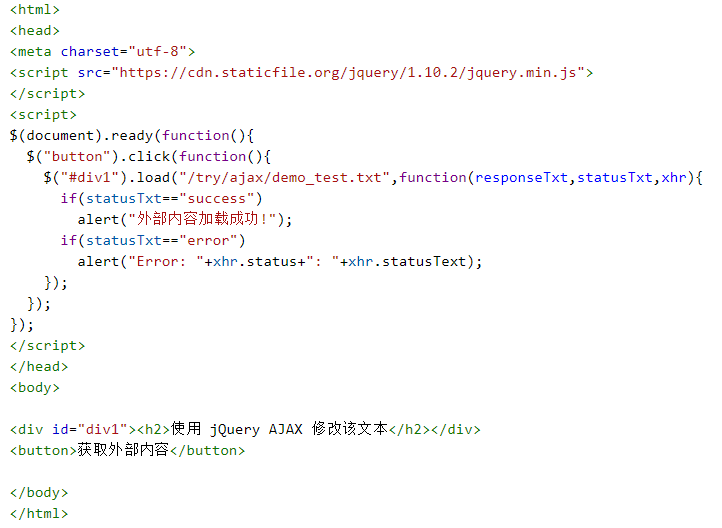 <html>
<head>
<meta charset="utf-8">
<script src="https://cdn.staticfile.org/jquery/1.10.2/jquery.min.js">
</script>
<script>
$(document).ready(function(){
  $("button").click(function(){
    $("#div1").load("/try/ajax/demo_test.txt",function(responseTxt,statusTxt,xhr){
      if(statusTxt=="success")
        alert("外部内容加载成功!");
      if(statusTxt=="error")
        alert("Error: "+xhr.status+": "+xhr.statusText);
    });
  });
});
</script>
</head>
<body>

<div id="div1"><h2>使用 jQuery AJAX 修改该文本</h2></div>
<button>获取外部内容</button>

</body>
</html>